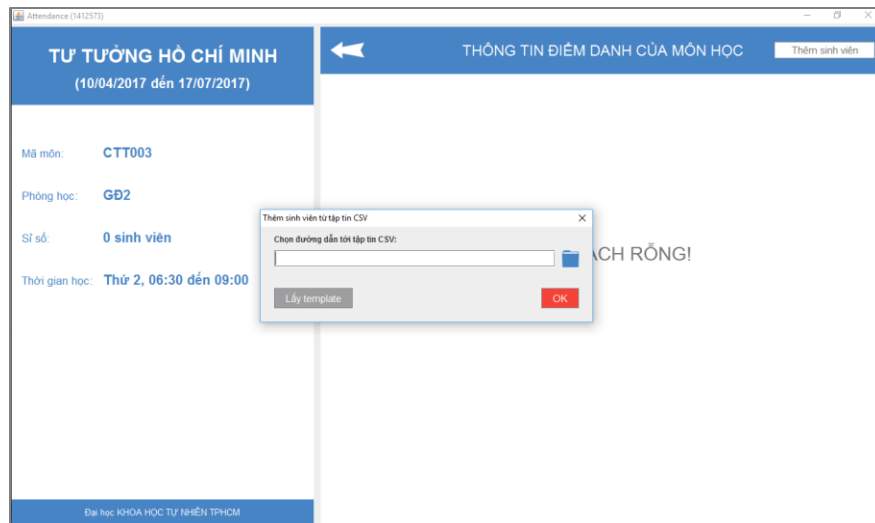 Attendance (1412573)
TƯ TƯỞNG HỒ CHÍ MINH
(10/04/2017 đến 17/07/2017)
THÔNG TIN ĐIỂM DANH CỦA MÔN HỌC
Thêm sinh viên
Mã môn: CTT003
Phòng học: GĐ2
Sỉ số: 0 sinh viên
Thời gian học: Thứ 2, 06:30 đến 09:00
Thêm sinh viên từ tập tin CSV
Chọn đường dẫn tới tập tin CSV:
Lấy template
OK
ÁCH RỖNG!
Đại học KHOA HỌC TỰ NHIÊN TPHCM